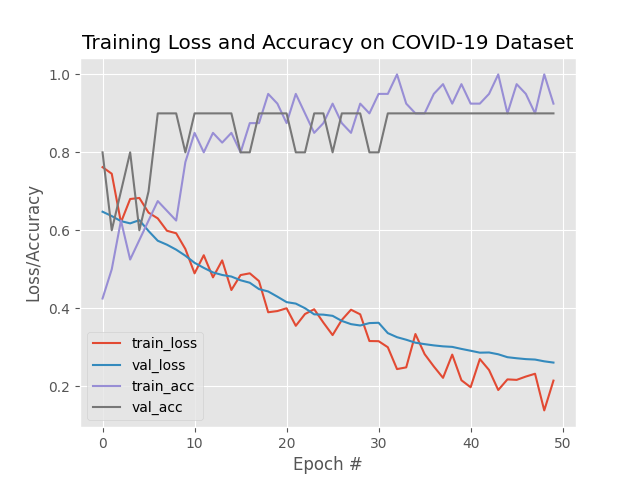 Training Loss and Accuracy on COVID-19 Dataset
1.0
0.8
0.6
0.4
0.2
Loss/Accuracy
train_loss
val_loss
train_acc
val_acc
0 10 20 30 40 50
Epoch #